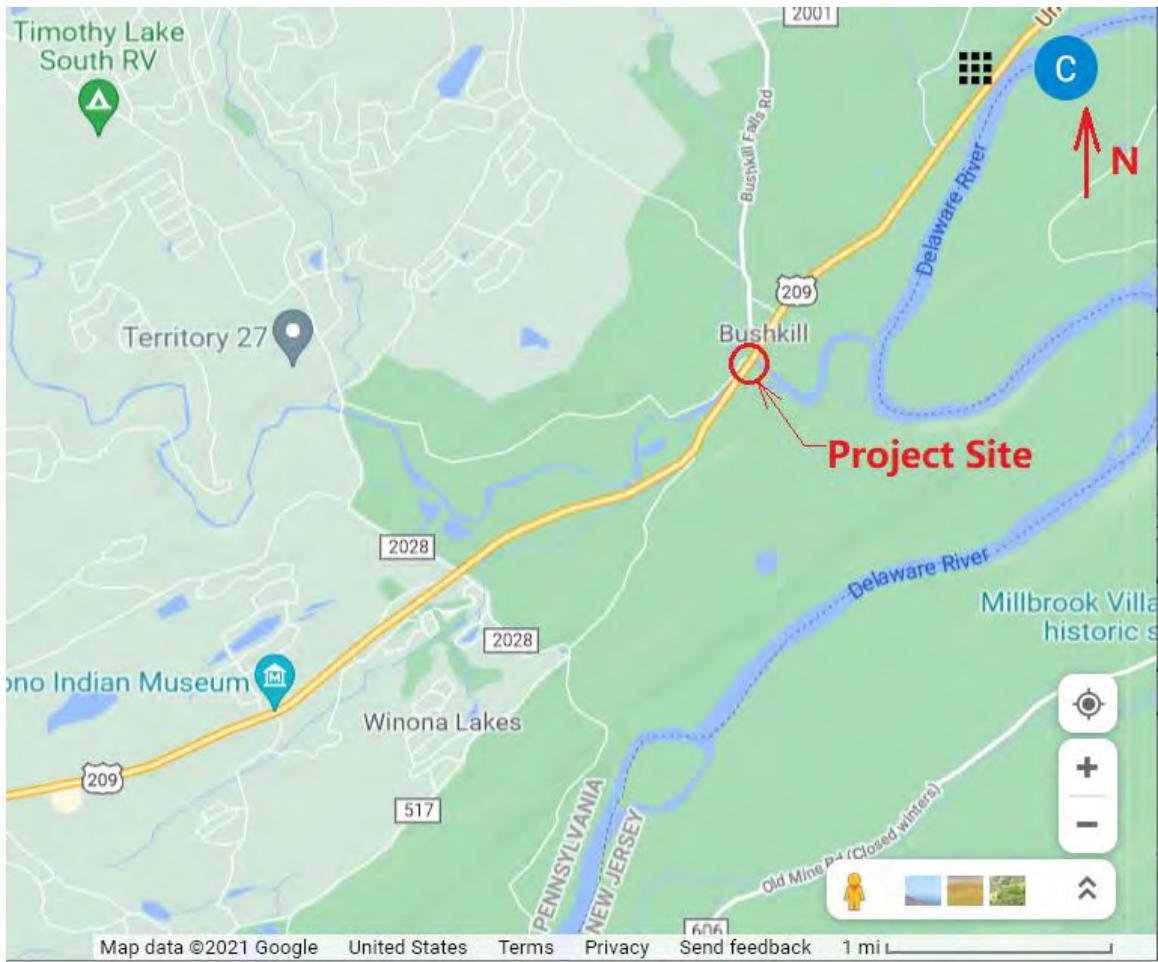 Timothy Lake
South RV
2001
Un
C
N
Bushkill Falls Rd
Delaware River
209
Territory 27
Bushkill
Project Site
2028
Delaware River
Millbrook Villa
historic s
2028
ono Indian Museum
M
Winona Lakes
209
517
PENNSYLVANIA
NEW JERSEY
Old Mine Rd (Closed winters)
606
Map data ©2021 Google United States Terms Privacy Send feedback 1 mi